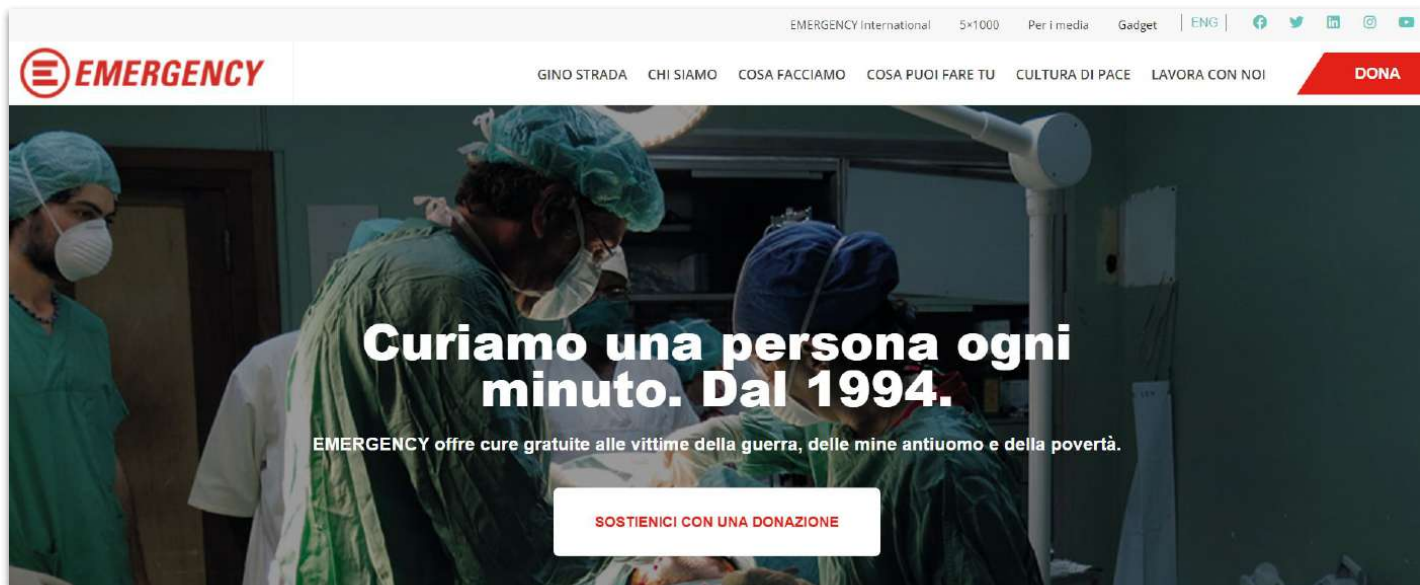 EMERGENCY International 5×1000 Per i media Gadget | ENG |
EMERGENCY
GINO STRADA CHI SIAMO COSA FACCIAMO COSA PUOI FARE TU CULTURA DI PACE LAVORA CON NOI DONA
Curiamo una persona ogni
minuto. Dal 1994.
EMERGENCY offre cure gratuite alle vittime della guerra, delle mine antiuomo e della povertà.
SOSTIENICI CON UNA DONAZIONE